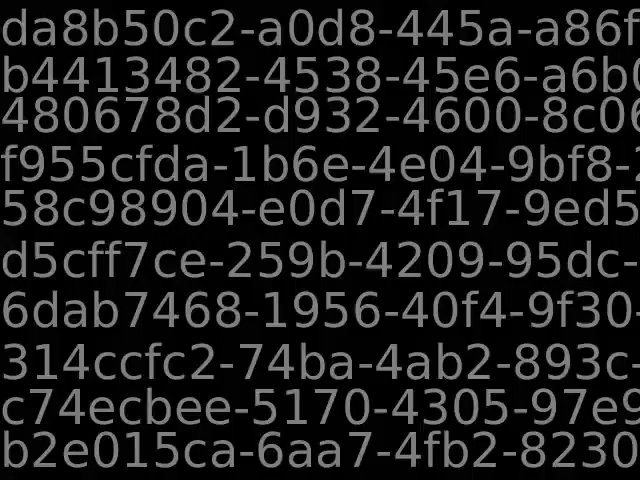 da8b50c2-a0d8-445a-a86f
b4413482-4538-45e6-a6b0
480678d2-d932-4600-8c06
f955cfda-1b6e-4e04-9bf8-2
58c98904-e0d7-4f17-9ed5
d5cff7ce-259b-4209-95dc-
6dab7468-1956-40f4-9f30-
314ccfc2-74ba-4ab2-893c-
c74ecbee-5170-4305-97e9
b2e015ca-6aa7-4fb2-8230